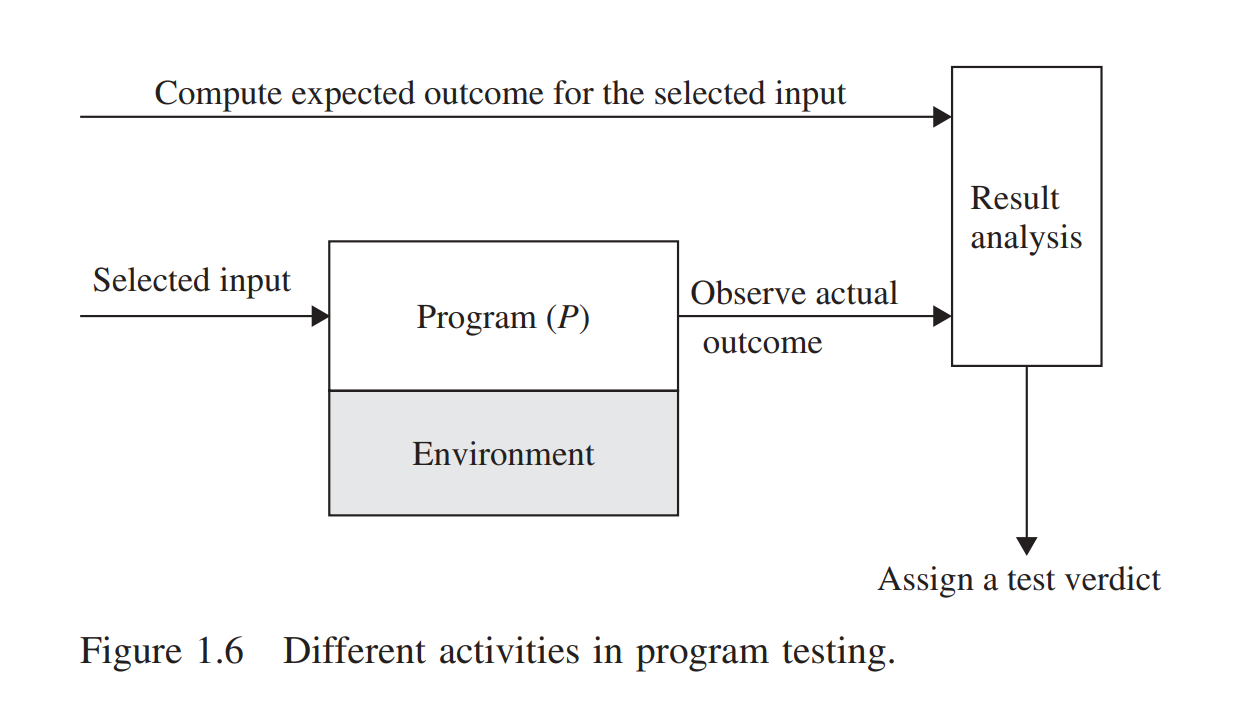 Compute expected outcome for the selected input
Result
analysis
Selected input
Program (P)
Observe actual
outcome
Environment
Assign a test verdict
Figure 1.6 Different activities in program testing.